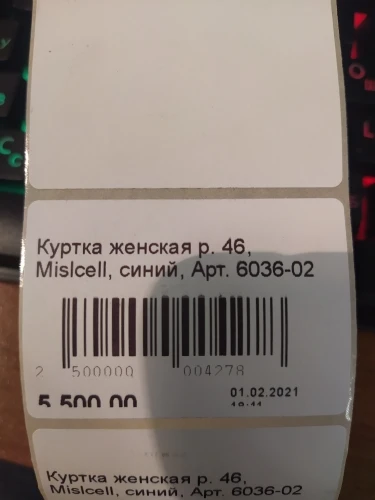 Куртка женская р. 46,
Mislcell, синий, Арт. 6036-02
2 500000 004278
5 500.00
01.02.2021
Куртка женская р. 46,
Mislcell, синий, Арт. 6036-02